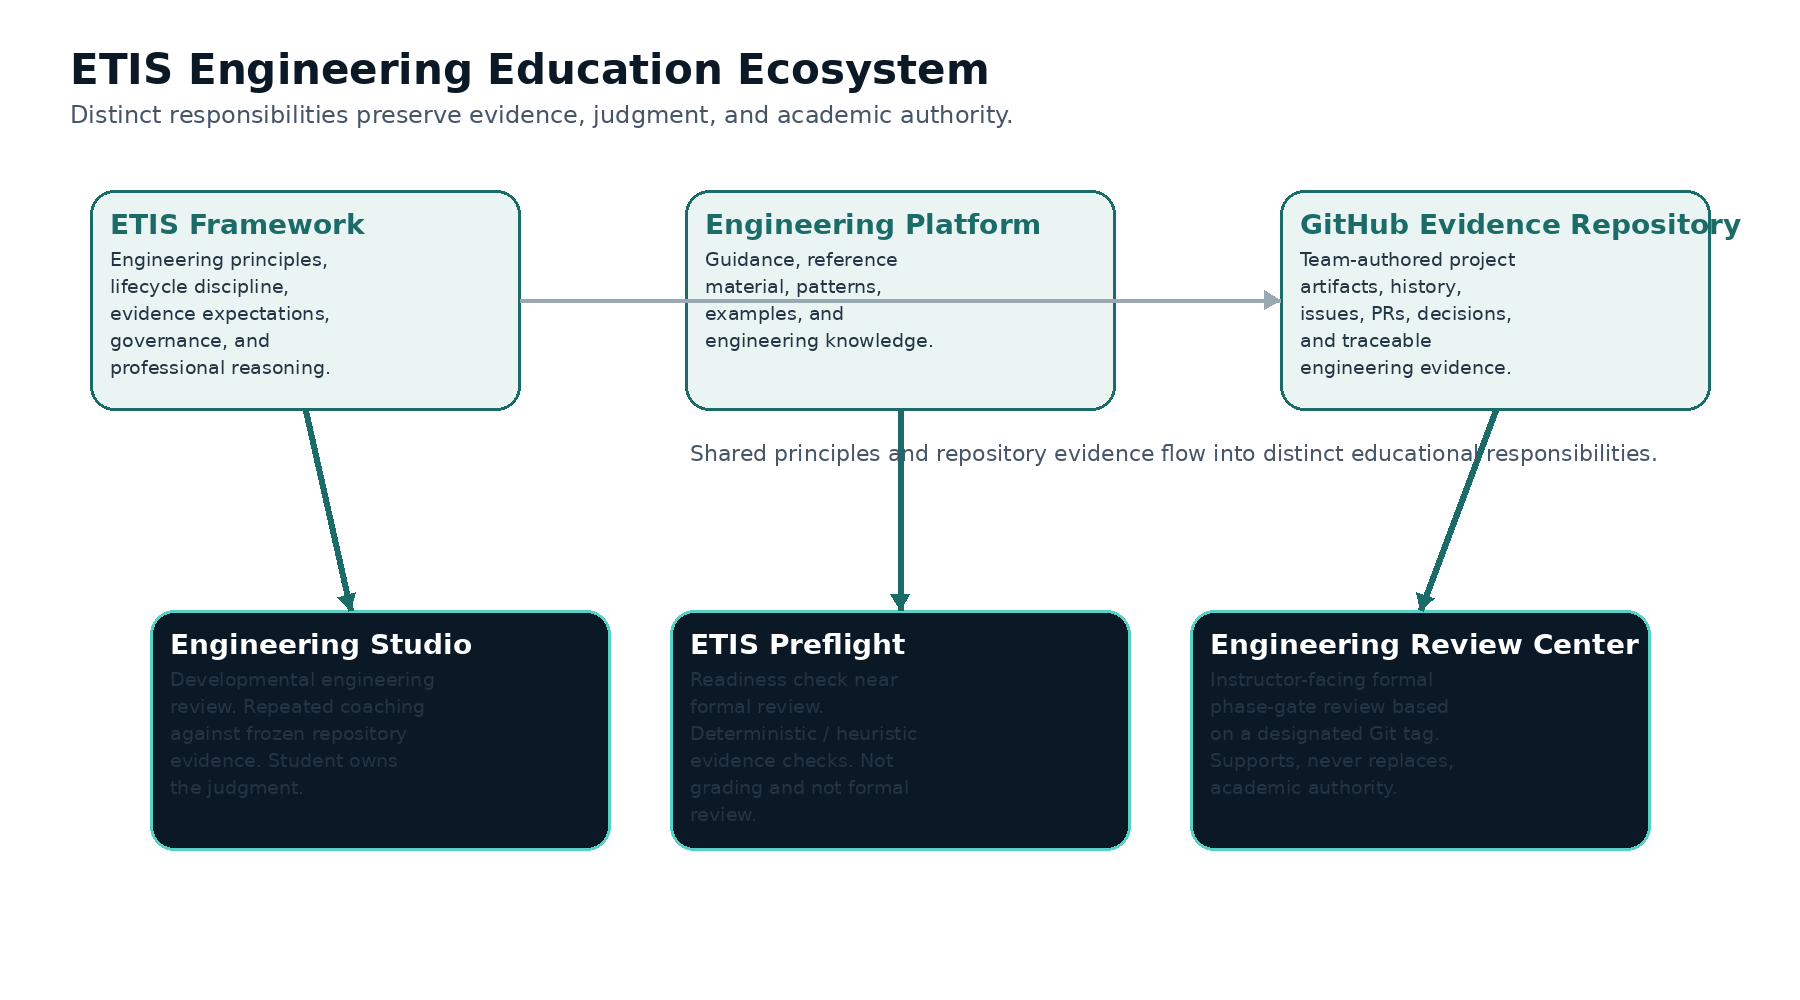 ETIS Engineering Education Ecosystem
Distinct responsibilities preserve evidence, judgment, and academic authority.
ETIS Framework
Engineering principles,
lifecycle discipline,
evidence expectations,
governance, and
professional reasoning.
Engineering Platform
Guidance, reference
material, patterns,
examples, and
engineering knowledge.
GitHub Evidence Repository
Team-authored project
artifacts, history,
issues, PRs, decisions,
and traceable
engineering evidence.
Shared principles and repository evidence flow into distinct educational responsibilities.
Engineering Studio
Developmental engineering
review. Repeated coaching
against frozen repository
evidence. Student owns
the judgment.
ETIS Preflight
Readiness check near
formal review.
Deterministic / heuristic
evidence checks. Not
grading and not formal
review.
Engineering Review Center
Instructor-facing formal
phase-gate review based
on a designated Git tag.
Supports, never replaces,
academic authority.